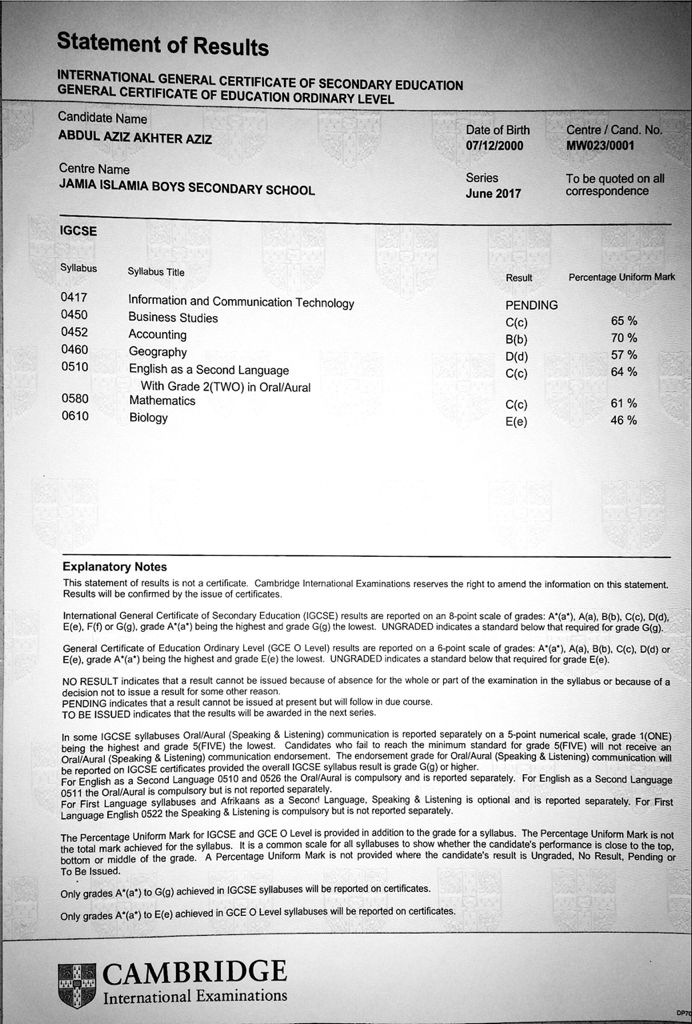 Statement of Results
INTERNATIONAL GENERAL CERTIFICATE OF SECONDARY EDUCATION
GENERAL CERTIFICATE OF EDUCATION ORDINARY LEVEL
Candidate Name
ABDUL AZIZ AKHTER AZIZ
Date of Birth
07/12/2000
Centre / Cand. No.
MW023/0001
Centre Name
JAMIA ISLAMIA BOYS SECONDARY SCHOOL
Series
June 2017
To be quoted on all
correspondence
IGCSE
Syllabus Syllabus Title Result Percentage Uniform Mark
0417 Information and Communication Technology PENDING
0450 Business Studies C(c) 65 %
0452 Accounting B(b) 70 %
0460 Geography D(d) 57 %
0510 English as a Second Language C(c) 64 %
With Grade 2(TWO) in Oral/Aural
0580 Mathematics C(c) 61 %
0610 Biology E(e) 46 %
Explanatory Notes
This statement of results is not a certificate. Cambridge International Examinations reserves the right to amend the information on this statement.
Results will be confirmed by the issue of certificates.
International General Certificate of Secondary Education (IGCSE) results are reported on an 8-point scale of grades: A*(a*), A(a), B(b), C(c), D(d),
E(e), F(f) or G(g), grade A*(a*) being the highest and grade G(g) the lowest. UNGRADED indicates a standard below that required for grade G(g).
General Certificate of Education Ordinary Level (GCE O Level) results are reported on a 6-point scale of grades: A*(a*), A(a), B(b), C(c), D(d) or
E(e), grade A*(a*) being the highest and grade E(e) the lowest. UNGRADED indicates a standard below that required for grade E(e).
NO RESULT indicates that a result cannot be issued because of absence for the whole or part of the examination in the syllabus or because of a
decision not to issue a result for some other reason.
PENDING indicates that a result cannot be issued at present but will follow in due course.
TO BE ISSUED indicates that the results will be awarded in the next series.
In some IGCSE syllabuses Oral/Aural (Speaking & Listening) communication is reported separately on a 5-point numerical scale, grade 1(ONE)
being the highest and grade 5(FIVE) the lowest. Candidates who fail to reach the minimum standard for grade 5(FIVE) will not receive an
Oral/Aural (Speaking & Listening) communication endorsement. The endorsement grade for Oral/Aural (Speaking & Listening) communication will
be reported on IGCSE certificates provided the overall IGCSE syllabus result is grade G(g) or higher.
For English as a Second Language 0510 and 0526 the Oral/Aural is compulsory and is reported separately. For English as a Second Language
0511 the Oral/Aural is compulsory but is not reported separately.
For First Language syllabuses and Afrikaans as a Second Language, Speaking & Listening is optional and is reported separately. For First
Language English 0522 the Speaking & Listening is compulsory but is not reported separately.
The Percentage Uniform Mark for IGCSE and GCE O Level is provided in addition to the grade for a syllabus. The Percentage Uniform Mark is not
the total mark achieved for the syllabus. It is a common scale for all syllabuses to show whether the candidate's performance is close to the top,
bottom or middle of the grade. A Percentage Uniform Mark is not provided where the candidate's result is Ungraded, No Result, Pending or
To Be Issued.
Only grades A*(a*) to G(g) achieved in IGCSE syllabuses will be reported on certificates.
Only grades A*(a*) to E(e) achieved in GCE O Level syllabuses will be reported on certificates.
CAMBRIDGE
International Examinations